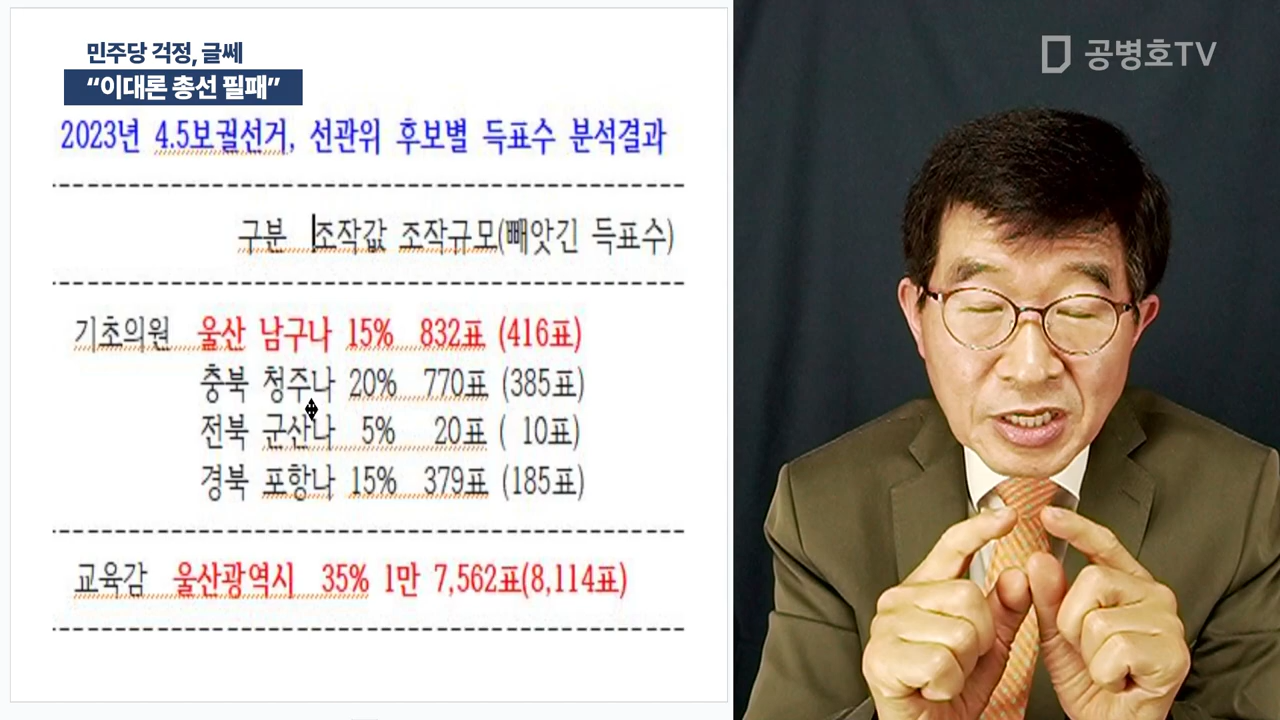 민주당 걱정, 글쎄
“이대론 총선 필패”
공병호TV
2023년 4.5보궐선거, 선관위 후보별 득표수 분석결과
구분 조작값 조작규모(빼앗긴 득표수)
기초의원 울산 남구나 15% 832표 (416표)
충북 청주나 20% 770표 (385표)
전북 군산나 5% 20표 ( 10표)
경북 포항나 15% 379표 (185표)
교육감 울산광역시 35% 1만 7,562표(8,114표)